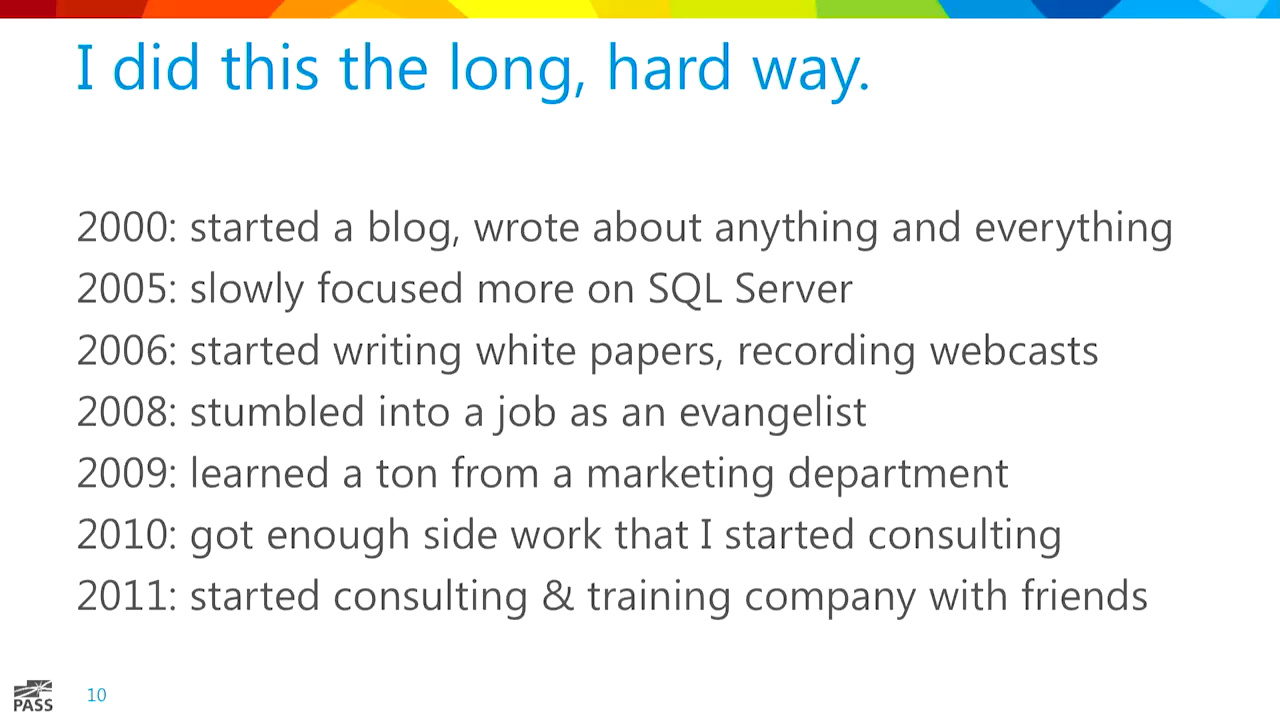 I did this the long, hard way.
2000: started a blog, wrote about anything and everything
2005: slowly focused more on SQL Server
2006: started writing white papers, recording webcasts
2008: stumbled into a job as an evangelist
2009: learned a ton from a marketing department
2010: got enough side work that I started consulting
2011: started consulting & training company with friends
PASS
10